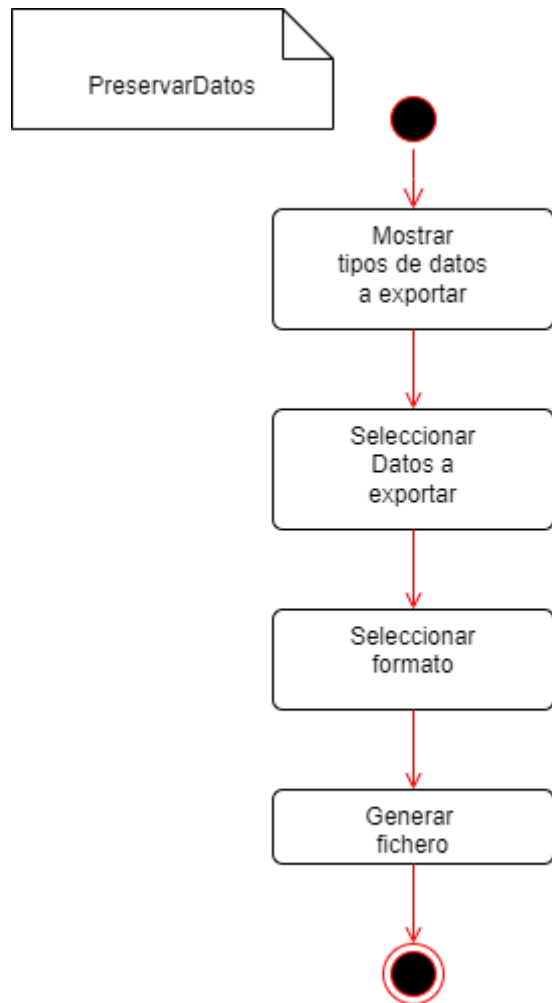 PreservarDatos
Mostrar
tipos de datos
a exportar
Seleccionar
Datos a
exportar
Seleccionar
formato
Generar
fichero